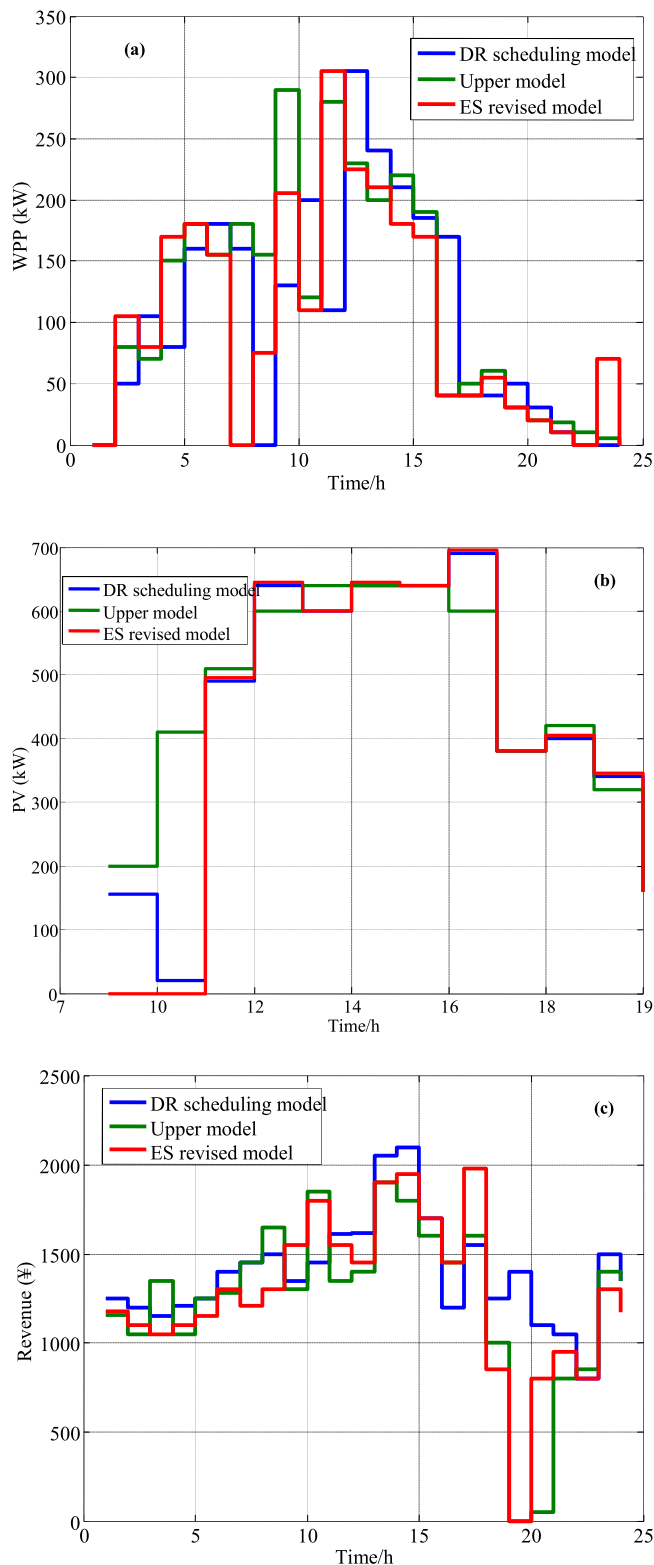 350
(a)
DR scheduling model
Upper model
ES revised model
300
250
200
150
100
50
0
WPP (kW)
0 5 10 15 20 25
Time/h
700
(b)
DR scheduling model
Upper model
ES revised model
600
500
400
300
200
100
0
PV (kW)
7 10 12 14 16 18 19
Time/h
2500
(c)
DR scheduling model
Upper model
ES revised model
2000
1500
1000
500
0
Revenue (¥)
0 5 10 15 20 25
Time/h